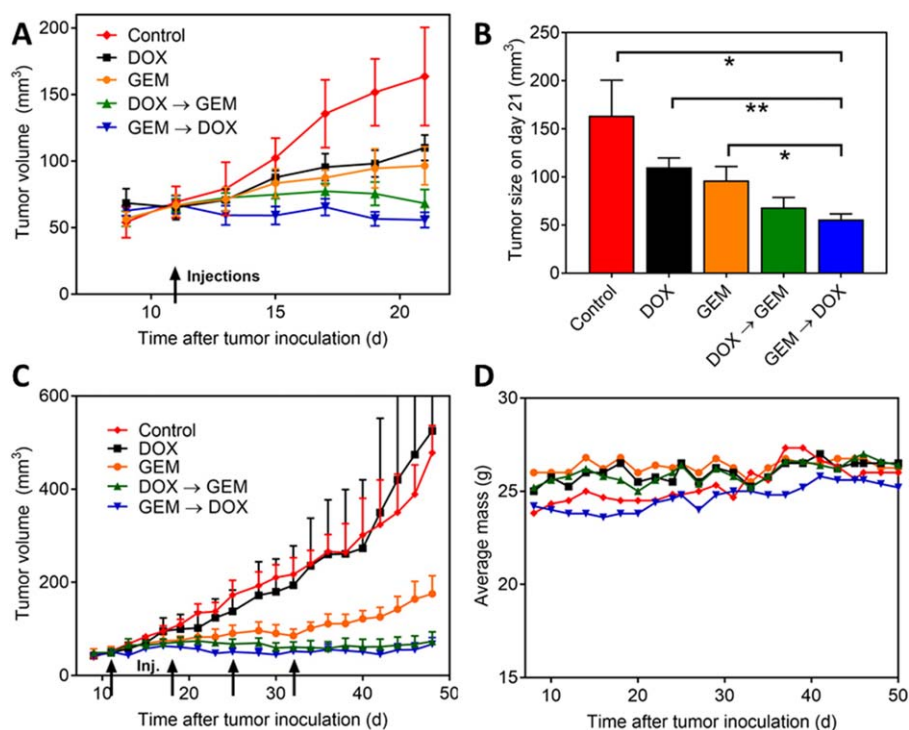 A
Tumor volume (mm³)
200
150
100
50
0
Control
DOX
GEM
DOX → GEM
GEM → DOX
Injections
10
15
20
Time after tumor inoculation (d)
B
Tumor size on day 21 (mm³)
200
150
100
50
0
*
**
*
Control
DOX
GEM
DOX → GEM
GEM → DOX
C
Tumor volume (mm³)
600
400
200
0
Control
DOX
GEM
DOX → GEM
GEM → DOX
Inj.
10
20
30
40
50
Time after tumor inoculation (d)
D
Average mass (g)
30
25
20
15
10
20
30
40
50
Time after tumor inoculation (d)